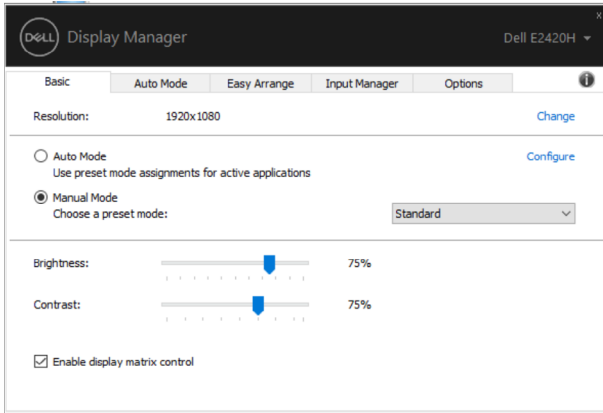 x
DELL Display Manager Dell E2420H
Basic Auto Mode Easy Arrange Input Manager Options i
Resolution: 1920x1080 Change
Auto Mode Configure
Use preset mode assignments for active applications
Manual Mode
Choose a preset mode: Standard
Brightness: 75%
Contrast: 75%
Enable display matrix control